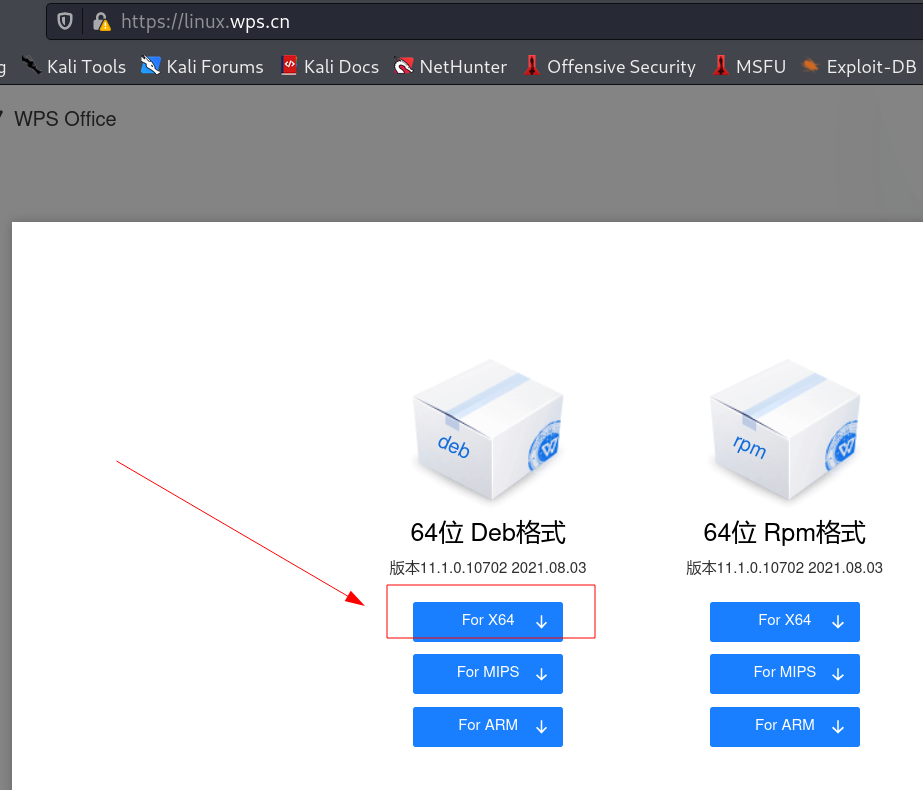 https://linux.wps.cn
g Kali Tools Kali Forums Kali Docs NetHunter Offensive Security MSFU Exploit-DB
WPS Office
deb
rpm
64位 Deb格式
版本11.1.0.10702 2021.08.03
For X64
For MIPS
For ARM
64位 Rpm格式
版本11.1.0.10702 2021.08.03
For X64
For MIPS
For ARM